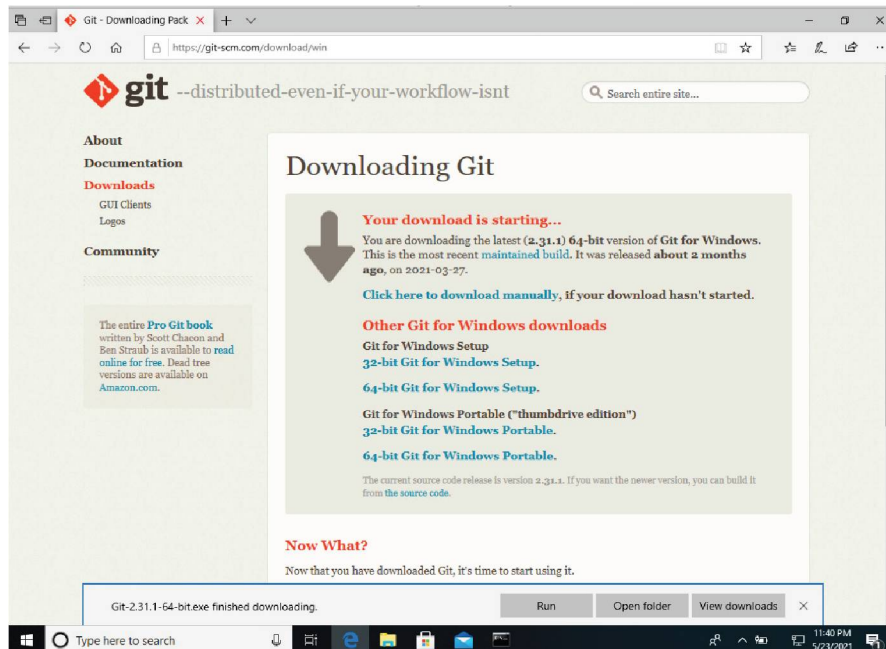 Git - Downloading Pack
https://git-scm.com/download/win
git --distributed-even-if-your-workflow-isnt
Search entire site...
About
Documentation
Downloads
GUI Clients
Logos
Community
The entire Pro Git book
written by Scott Chacon and
Ben Straub is available to read
online for free. Dead tree
versions are available on
Amazon.com.
Downloading Git
Your download is starting...
You are downloading the latest (2.31.1) 64-bit version of Git for Windows.
This is the most recent maintained build. It was released about 2 months
ago, on 2021-03-27.
Click here to download manually, if your download hasn't started.
Other Git for Windows downloads
Git for Windows Setup
32-bit Git for Windows Setup.
64-bit Git for Windows Setup.
Git for Windows Portable ("thumbdrive edition")
32-bit Git for Windows Portable.
64-bit Git for Windows Portable.
The current source code release is version 2.31.1. If you want the newer version, you can build it
from the source code.
Now What?
Now that you have downloaded Git, it's time to start using it.
Git-2.31.1-64-bit.exe finished downloading.
Run
Open folder
View downloads
Type here to search
11:40 PM
5/23/2021